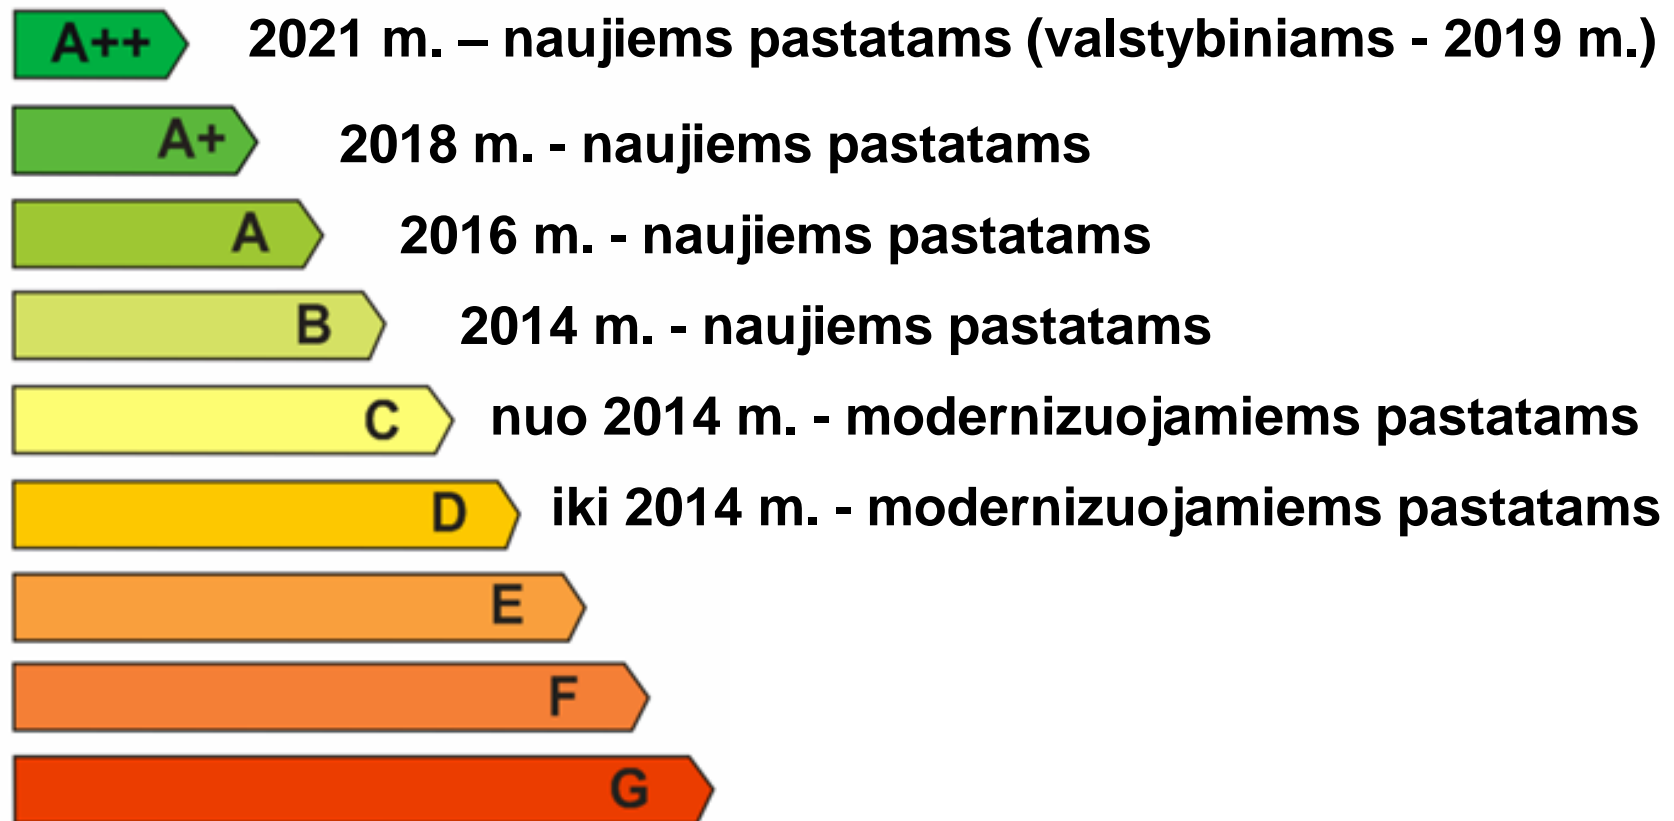 A++ 2021 m. – naujiems pastatams (valstybiniams - 2019 m.)
A+ 2018 m. - naujiems pastatams
A 2016 m. - naujiems pastatams
B 2014 m. - naujiems pastatams
C nuo 2014 m. - modernizuojamiems pastatams
D iki 2014 m. - modernizuojamiems pastatams
E
F
G